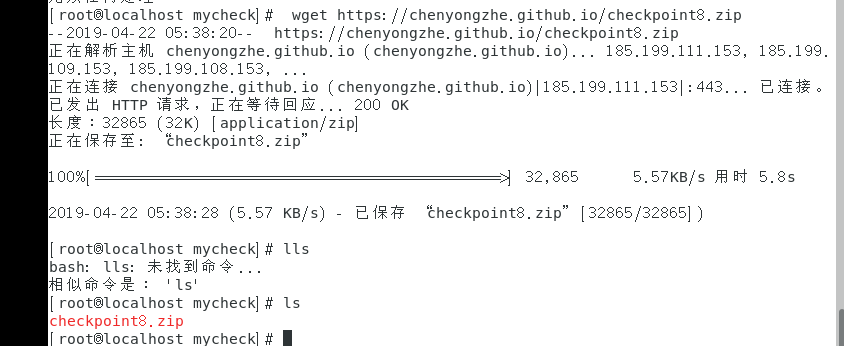 [root@localhost mycheck]#  wget https://chenyongzhe.github.io/checkpoint8.zip
--2019-04-22 05:38:20--  https://chenyongzhe.github.io/checkpoint8.zip
正在解析主机 chenyongzhe.github.io (chenyongzhe.github.io)... 185.199.111.153, 185.199.
109.153, 185.199.108.153, ...
正在连接 chenyongzhe.github.io (chenyongzhe.github.io)|185.199.111.153|:443... 已连接。
已发出 HTTP 请求，正在等待回应... 200 OK
长度：32865 (32K) [application/zip]
正在保存至: “checkpoint8.zip”
100%[======================================>] 32,865      5.57KB/s 用时 5.8s
2019-04-22 05:38:28 (5.57 KB/s) - 已保存 “checkpoint8.zip” [32865/32865])
[root@localhost mycheck]# lls
bash: lls: 未找到命令...
相似命令是： 'ls'
[root@localhost mycheck]# ls
checkpoint8.zip
[root@localhost mycheck]#